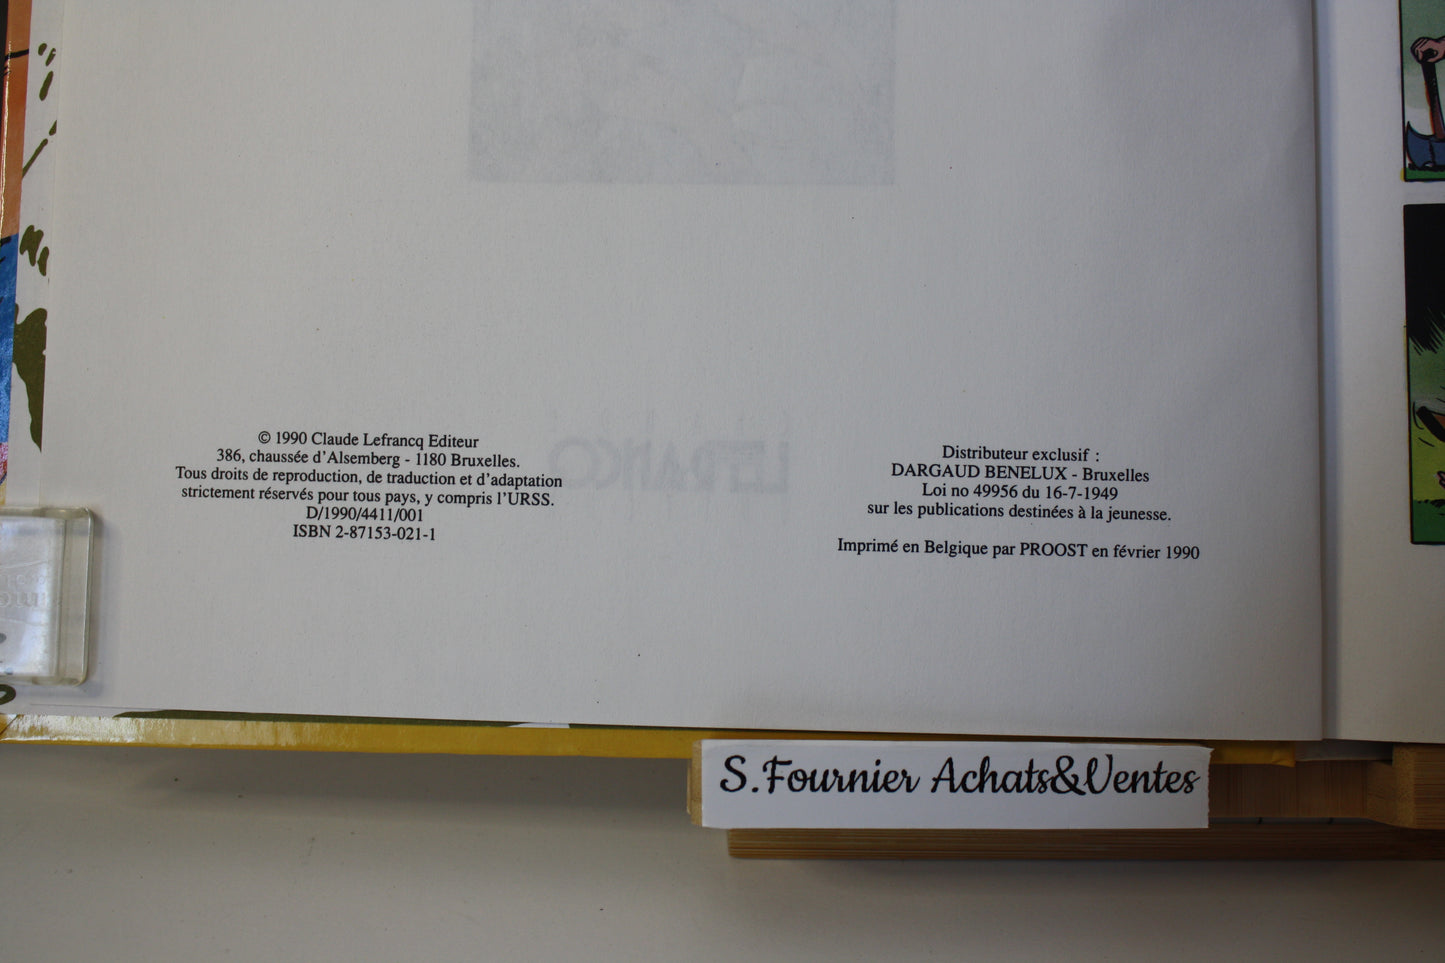 © 1990 Claude Lefrancq Editeur
386, chaussée d'Alsemberg - 1180 Bruxelles.
Tous droits de reproduction, de traduction et d'adaptation
strictement réservés pour tous pays, y compris l'URSS.
D/1990/4411/001
ISBN 2-87153-021-1
Distributeur exclusif :
DARGAUD BENELUX - Bruxelles
Loi no 49956 du 16-7-1949
sur les publications destinées à la jeunesse.
Imprimé en Belgique par PROOST en février 1990
S.Fournier Achats&Ventes